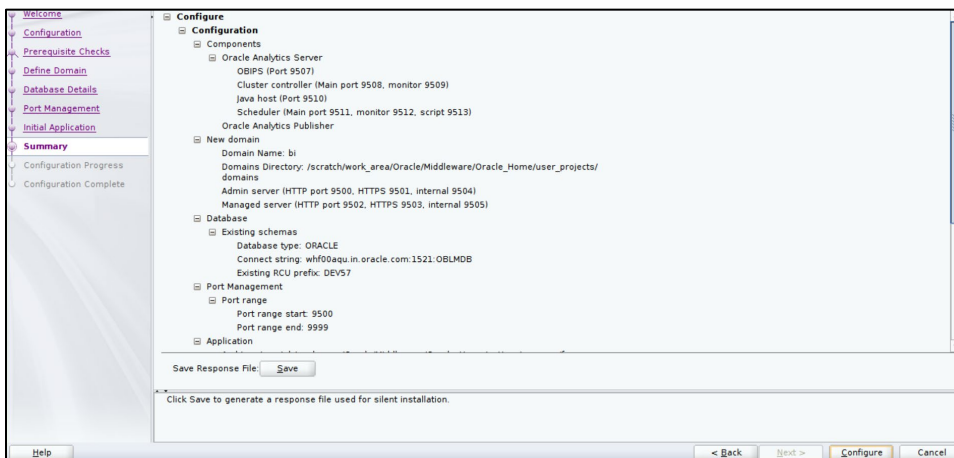 Welcome
Configuration
Prerequisite Checks
Define Domain
Database Details
Port Management
Initial Application
Summary
Configuration Progress
Configuration Complete
Configure
Configuration
Components
Oracle Analytics Server
OBIPS (Port 9507)
Cluster controller (Main port 9508, monitor 9509)
Java host (Port 9510)
Scheduler (Main port 9511, monitor 9512, script 9513)
Oracle Analytics Publisher
New domain
Domain Name: bi
Domains Directory: /scratch/work_area/Oracle/Middleware/Oracle_Home/user_projects/
domains
Admin server (HTTP port 9500, HTTPS 9501, internal 9504)
Managed server (HTTP port 9502, HTTPS 9503, internal 9505)
Database
Existing schemas
Database type: ORACLE
Connect string: whf00aqu.in.oracle.com:1521:OBLMDB
Existing RCU prefix: DEV57
Port Management
Port range
Port range start: 9500
Port range end: 9999
Application
Save Response File: Save
Click Save to generate a response file used for silent installation.
Help
< Back
Next >
Configure
Cancel